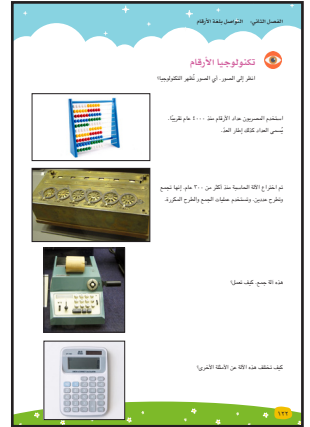 الفصل الثاني: التواصل بلغة الأرقام
تكنولوجيا الأرقام
انظر إلى الصور. أي الصور تُظهر التكنولوجيا؟
استخدم المصريون عداد الأرقام منذ ٤٠٠٠ عام تقريبًا.
يُسمى العداد كذلك إطار العدّ.
تم اختراع الآلة الحاسبة منذ أكثر من ٣٠٠ عام. إنها تجمع
وتطرح عددين، وتستخدم عمليات الجمع والطرح المكررة.
هذه آلة جمع. كيف تعمل؟
كيف تختلف هذه الآلة عن الأمثلة الأخرى؟
١٢٢